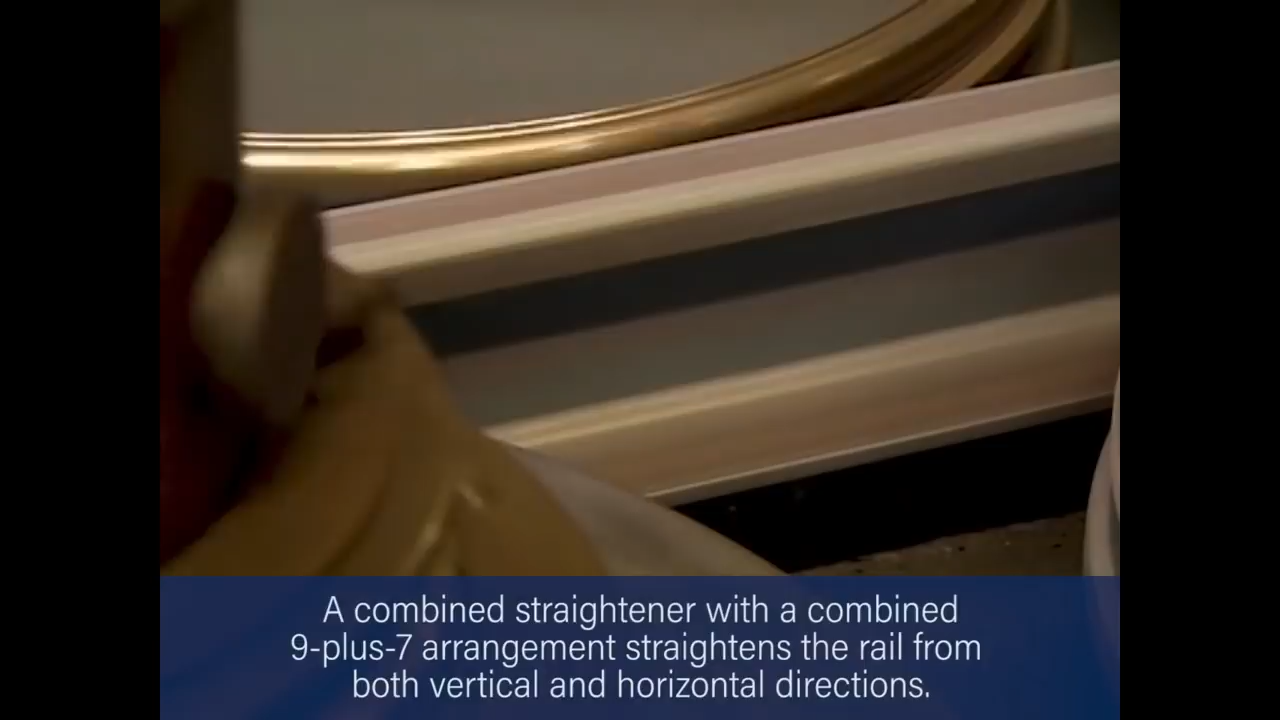 A combined straightener with a combined
9-plus-7 arrangement straightens the rail from
both vertical and horizontal directions.